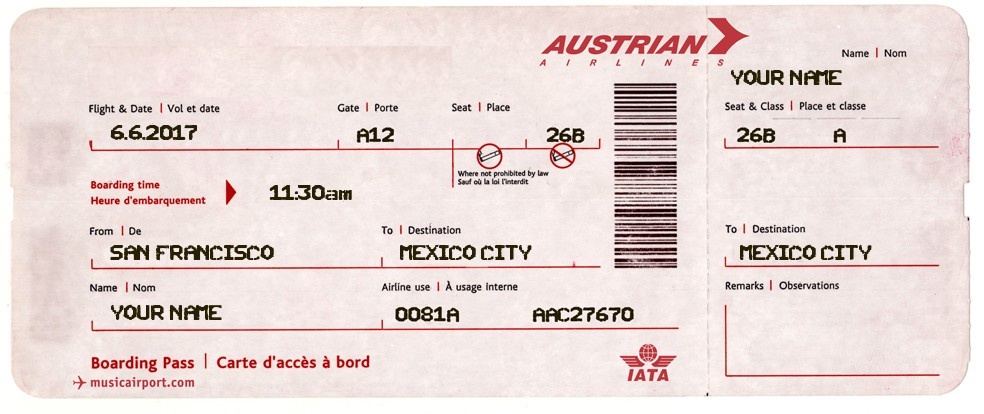 AUSTRIAN
AIRLINES
Flight & Date | Vol et date
6.6.2017
Gate | Porte
A12
Seat | Place
26B
Where not prohibited by law
Sauf où la loi l'interdit
Boarding time
Heure d'embarquement
11:30am
From | De
SAN FRANCISCO
To | Destination
MEXICO CITY
Name | Nom
YOUR NAME
Airline use | À usage interne
0081A AAC27670
Boarding Pass | Carte d'accès à bord
musicairport.com
IATA
Name | Nom
YOUR NAME
Seat & Class | Place et classe
26B A
To | Destination
MEXICO CITY
Remarks | Observations